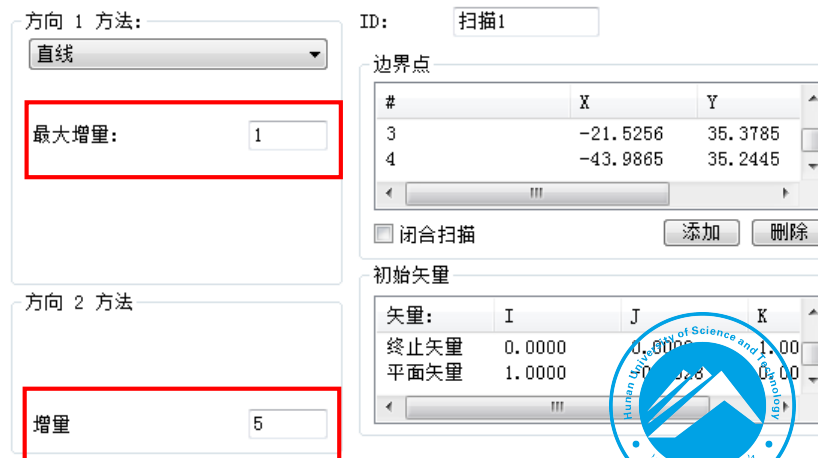 方向 1 方法:
直线
最大增量:
1
方向 2 方法
增量
5
ID:
扫描1
边界点
# X Y
3 -21.5256 35.3785
4 -43.9865 35.2445
闭合扫描
添加
删除
初始矢量
矢量: I J K
终止矢量 0.0000
平面矢量 1.0000
Hunan University of Science and Technology